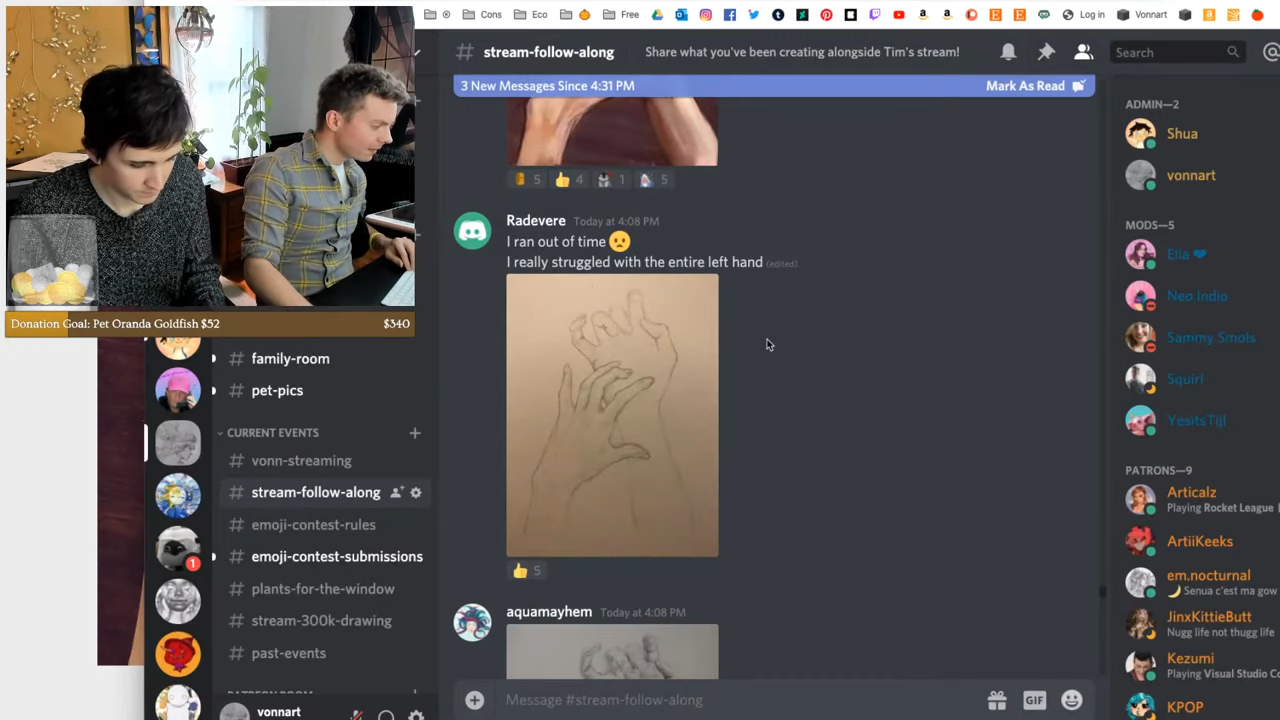 Cons
Eco
Free
Log in
Vonnart
# stream-follow-along
Share what you've been creating alongside Tim's stream!
Search
3 New Messages Since 4:31 PM
Mark As Read
5
4
1
5
Radevere Today at 4:08 PM
I ran out of time
I really struggled with the entire left hand (edited)
5
aquamayhem Today at 4:08 PM
Message #stream-follow-along
GIF
Donation Goal: Pet Oranda Goldfish $52
$340
# family-room
# pet-pics
CURRENT EVENTS
# vonn-streaming
# stream-follow-along
# emoji-contest-rules
# emoji-contest-submissions
# plants-for-the-window
# stream-300k-drawing
# past-events
PATREON ROOM
1
vonnart
ADMIN—2
Shua
vonnart
MODS—5
Ella
Neo Indio
Sammy Smols
Squirl
YesitsTijl
PATRONS—9
Articalz
Playing Rocket League
ArtiiKeeks
em.nocturnal
Senua c'est ma gow
JinxKittieButt
Nugg life not thugg life
Kezumi
Playing Visual Studio Co
KPOP